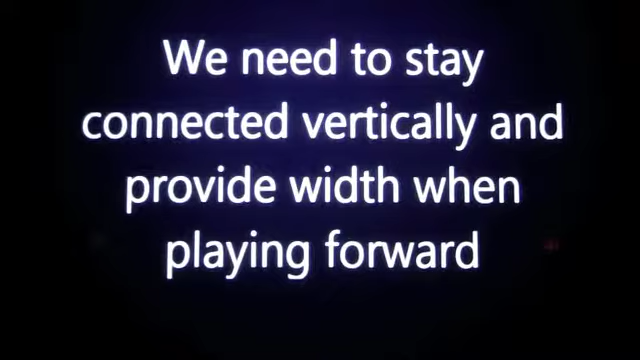 We need to stay
connected vertically and
provide width when
playing forward